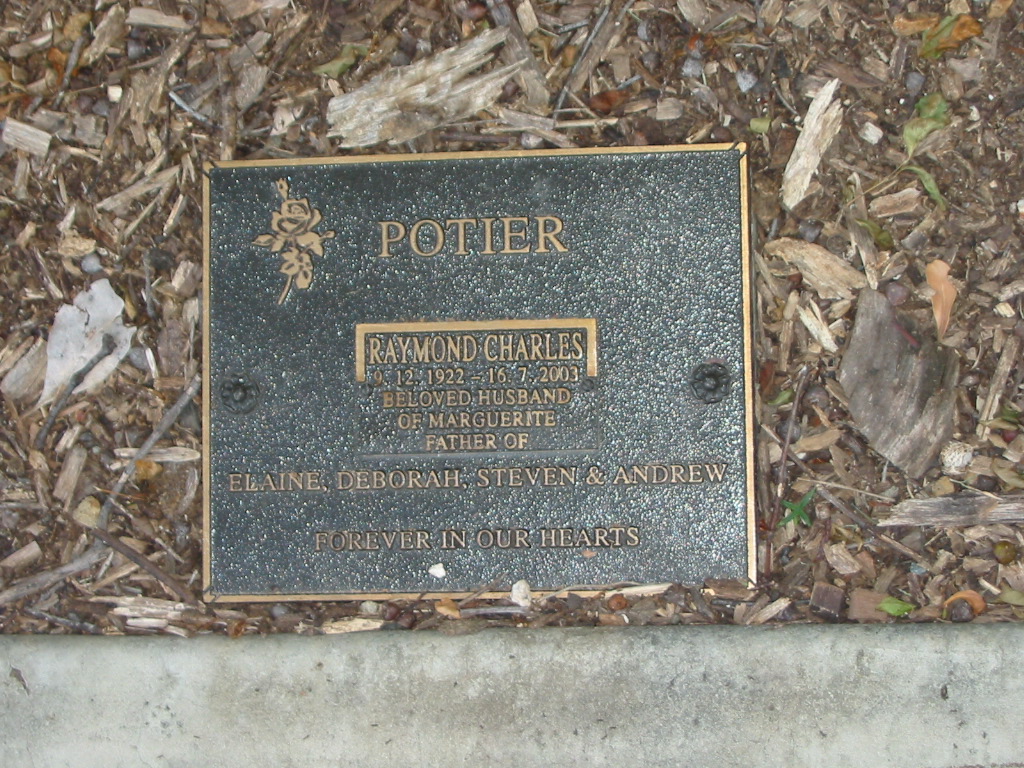 POTIER
RAYMOND CHARLES
9. 12. 1922 – 16. 7. 2003
BELOVED HUSBAND
OF MARGUERITE
FATHER OF
ELAINE, DEBORAH, STEVEN & ANDREW
FOREVER IN OUR HEARTS